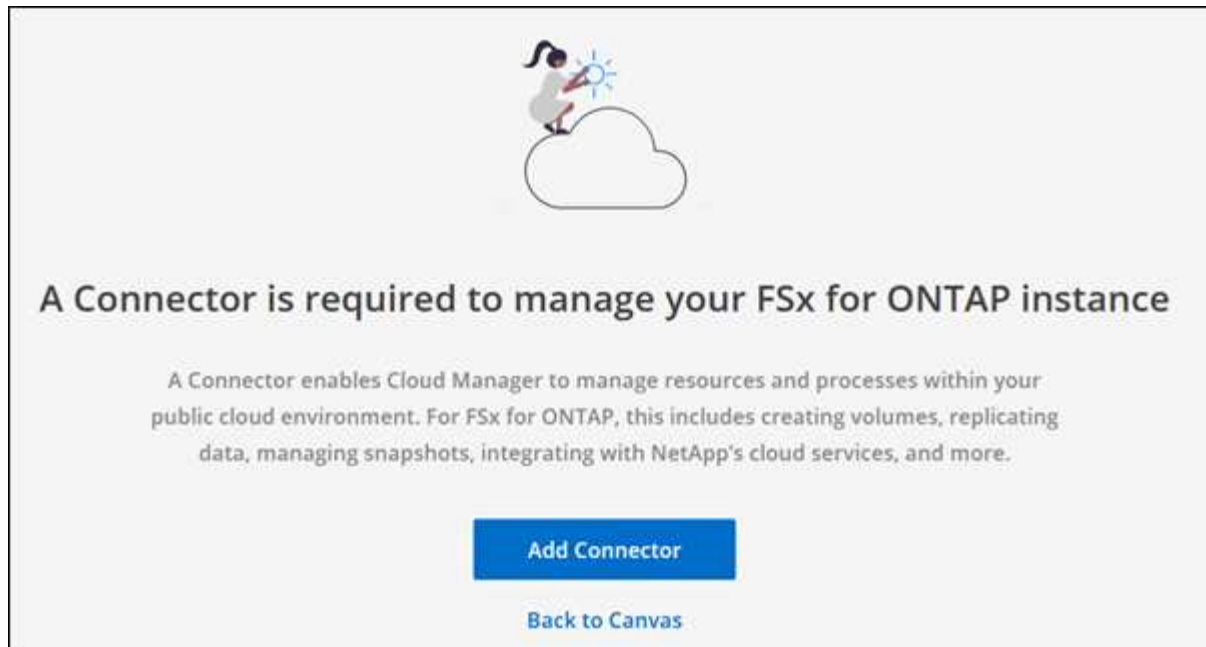 A Connector is required to manage your FSx for ONTAP instance
A Connector enables Cloud Manager to manage resources and processes within your
public cloud environment. For FSx for ONTAP, this includes creating volumes, replicating
data, managing snapshots, integrating with NetApp's cloud services, and more.
Add Connector
Back to Canvas